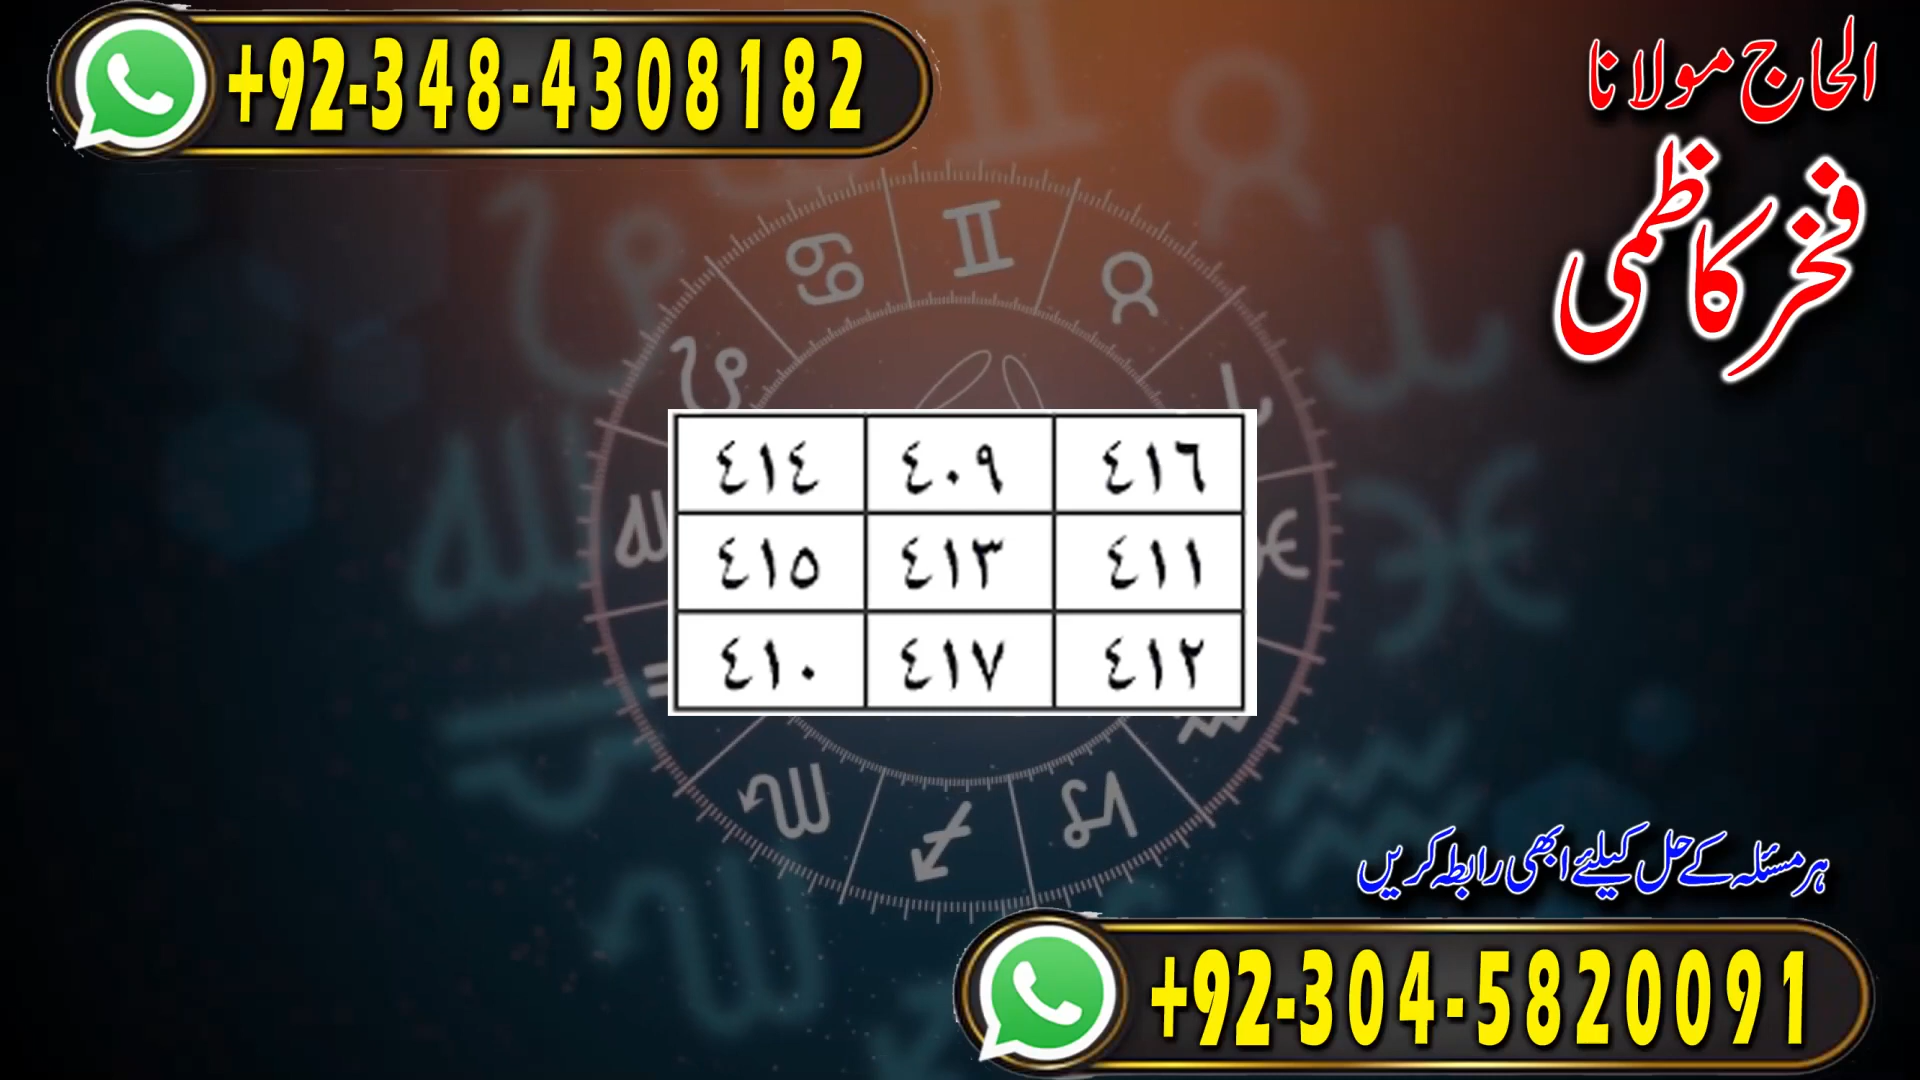 +92-348-4308182
الحاج مولانا
فخر کاظمی
٤١٤ ٤٠٩ ٤١٦
٤١٥ ٤١٣ ٤١١
٤١٠ ٤١٧ ٤١٢
ہر مسئلہ کے حل کیلئے ابھی رابطہ کریں
+92-304-5820091